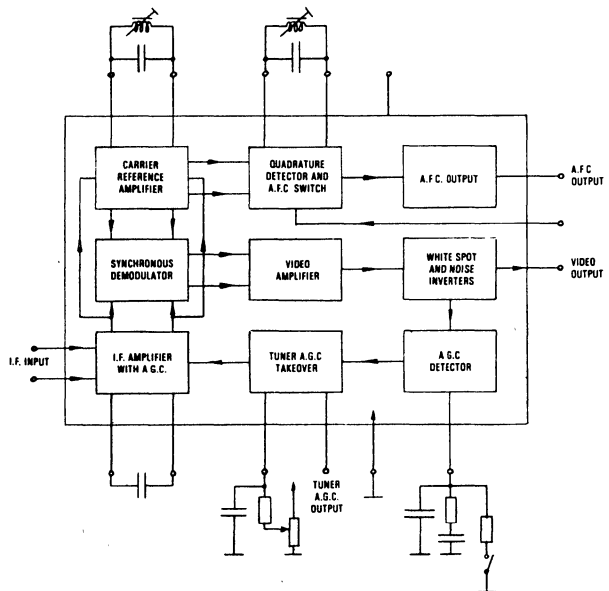 CARRIER
REFERENCE
AMPLIFIER
QUADRATURE
DETECTOR AND
A.F.C SWITCH
A.F.C. OUTPUT
A.F.C
OUTPUT
SYNCHRONOUS
DEMODULATOR
VIDEO
AMPLIFIER
WHITE SPOT
AND NOISE
INVERTERS
VIDEO
OUTPUT
I.F. INPUT
I.F. AMPLIFIER
WITH A.G.C.
TUNER A.G.C
TAKEOVER
A.G.C
DETECTOR
TUNER
A.G.C.
OUTPUT